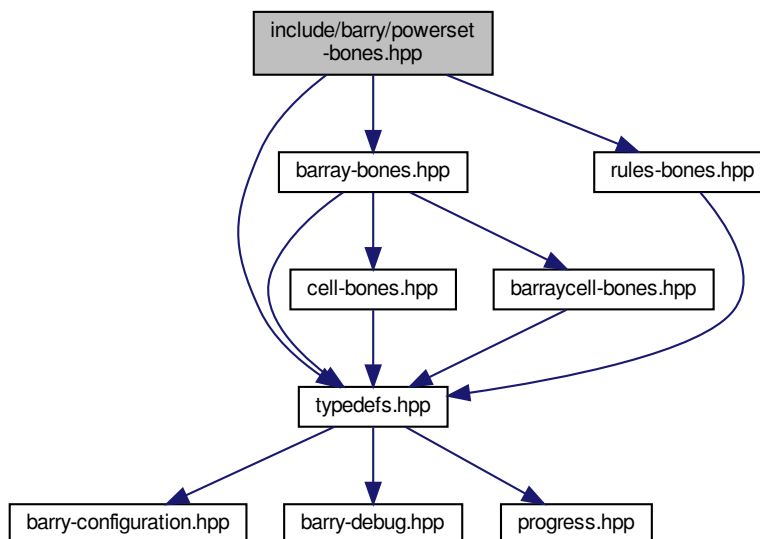 include/barry/powerset
-bones.hpp
barray-bones.hpp
rules-bones.hpp
cell-bones.hpp
barraycell-bones.hpp
typedefs.hpp
barry-configuration.hpp
barry-debug.hpp
progress.hpp